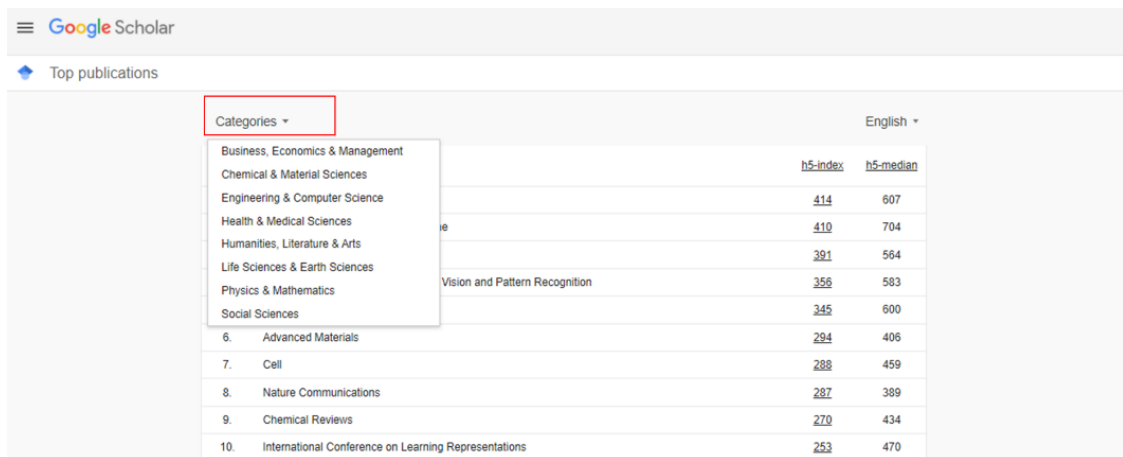 Google Scholar
Top publications
Categories
English
Business, Economics & Management
Chemical & Material Sciences
Engineering & Computer Science
Health & Medical Sciences
Humanities, Literature & Arts
Life Sciences & Earth Sciences
Physics & Mathematics
Social Sciences
h5-index h5-median
414 607
ne 410 704
391 564
Vision and Pattern Recognition 356 583
345 600
6. Advanced Materials 294 406
7. Cell 288 459
8. Nature Communications 287 389
9. Chemical Reviews 270 434
10. International Conference on Learning Representations 253 470